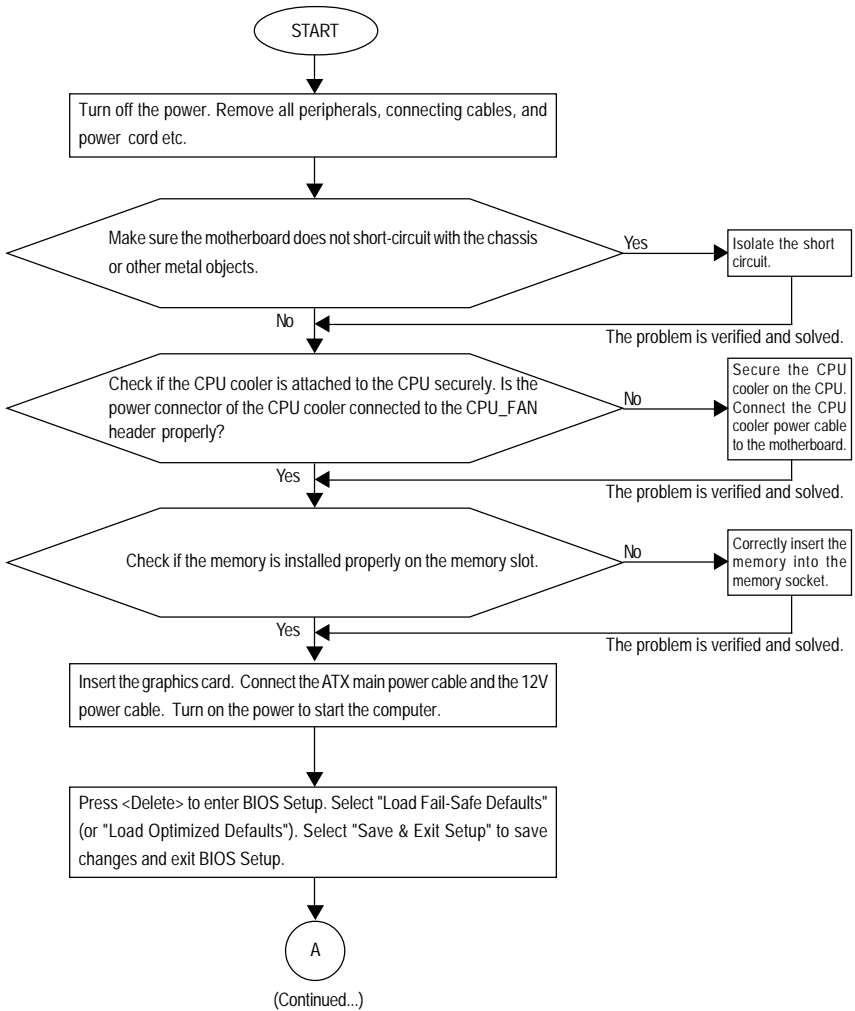 START
Turn off the power. Remove all peripherals, connecting cables, and
power cord etc.
Make sure the motherboard does not short-circuit with the chassis
or other metal objects.
Yes
Isolate the short
circuit.
No
The problem is verified and solved.
Check if the CPU cooler is attached to the CPU securely. Is the
power connector of the CPU cooler connected to the CPU_FAN
header properly?
No
Secure the CPU
cooler on the CPU.
Connect the CPU
cooler power cable
to the motherboard.
Yes
The problem is verified and solved.
Check if the memory is installed properly on the memory slot.
No
Correctly insert the
memory into the
memory socket.
Yes
The problem is verified and solved.
Insert the graphics card. Connect the ATX main power cable and the 12V
power cable. Turn on the power to start the computer.
Press <Delete> to enter BIOS Setup. Select "Load Fail-Safe Defaults"
(or "Load Optimized Defaults"). Select "Save & Exit Setup" to save
changes and exit BIOS Setup.
A
(Continued...)